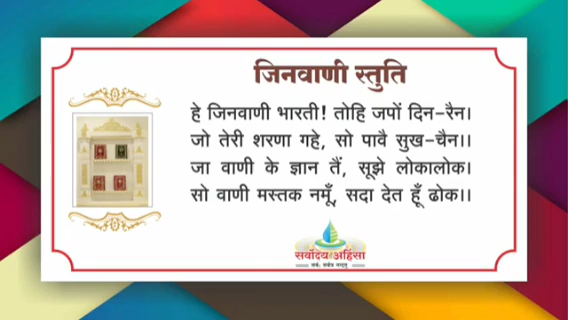 जिनवाणी स्तुति
हे जिनवाणी भारती! तोहि जपों दिन-रैन।
जो तेरी शरणा गहे, सो पावै सुख-चैन।।
जा वाणी के ज्ञान तैं, सूझे लोकालोक।
सो वाणी मस्तक नमूँ, सदा देत हूँ ढोक।।
सर्वोदय अहिंसा